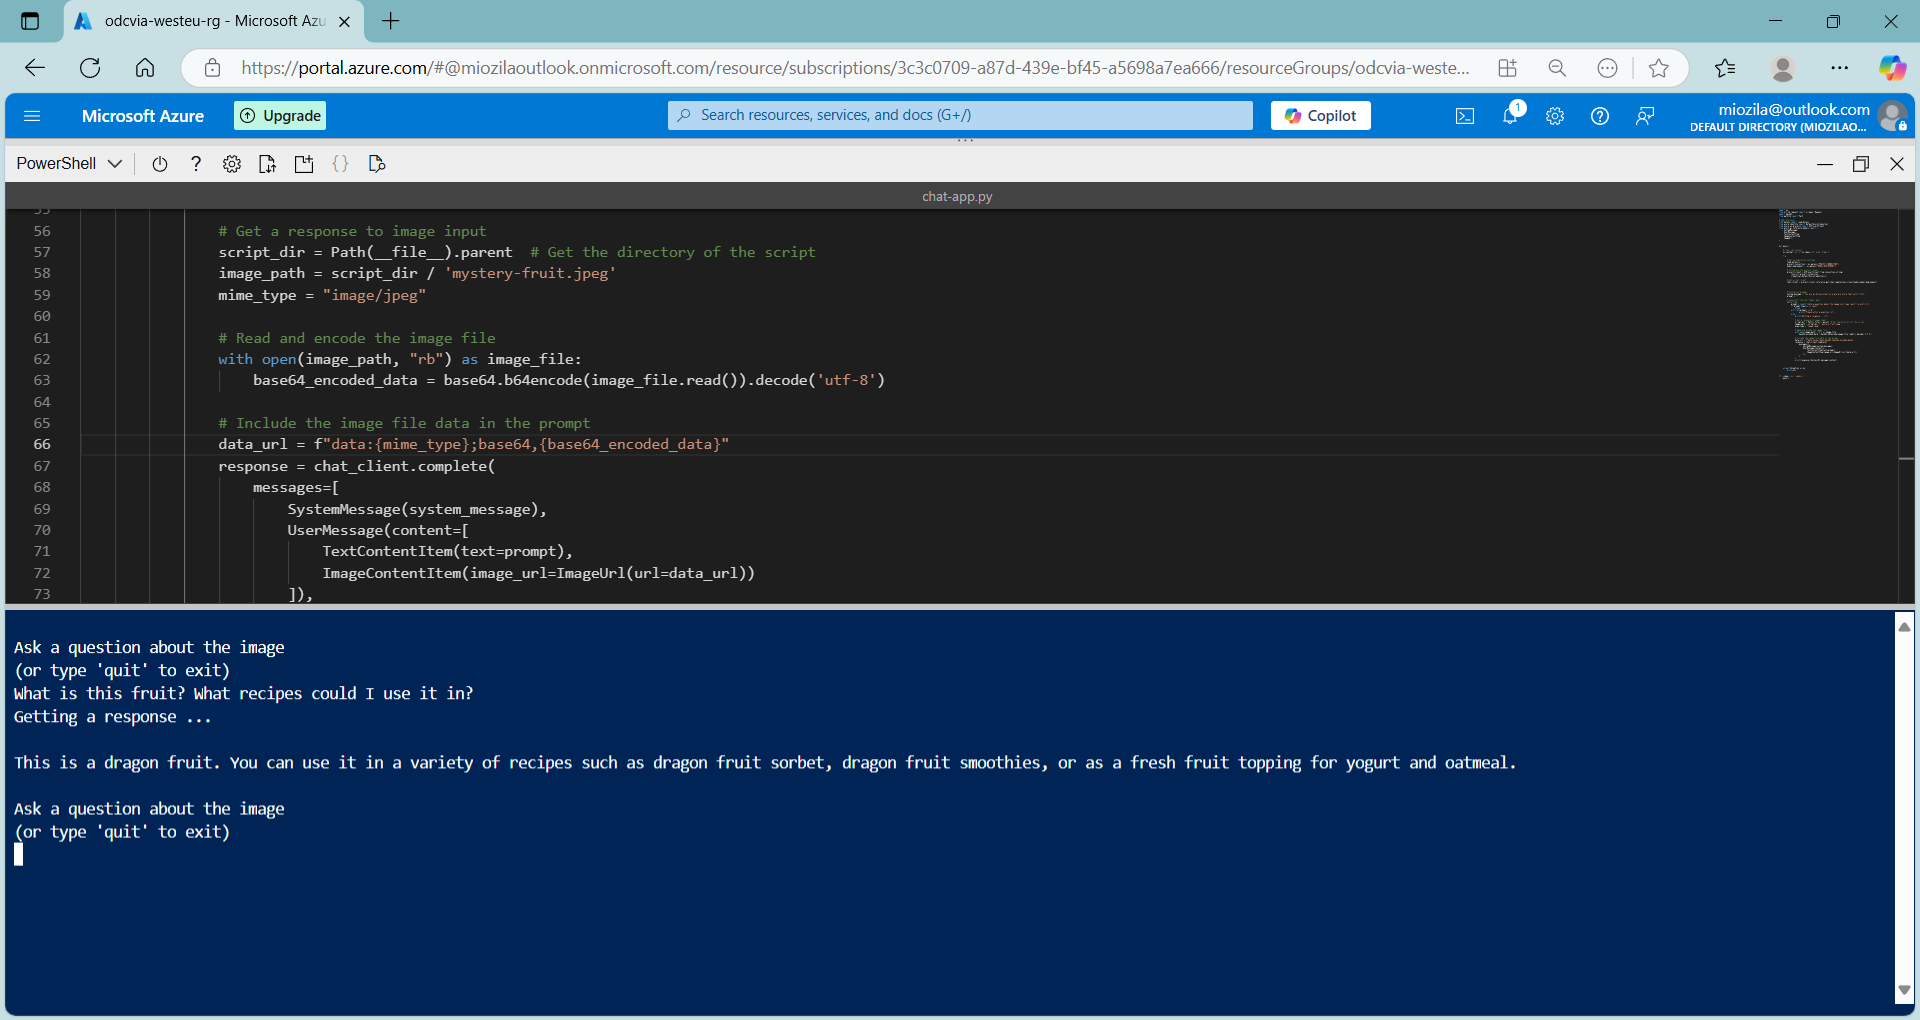 odcvia-westeu-rg - Microsoft Azu
https://portal.azure.com/#@miozilaoutlook.onmicrosoft.com/resource/subscriptions/3c3c0709-a87d-439e-bf45-a5698a7ea666/resourceGroups/odcvia-weste...
Microsoft Azure
Upgrade
Search resources, services, and docs (G+/)
Copilot
1
miozila@outlook.com
DEFAULT DIRECTORY (MIOZILAO...
PowerShell
chat-app.py
55
56 # Get a response to image input
57 script_dir = Path(__file__).parent  # Get the directory of the script
58 image_path = script_dir / 'mystery-fruit.jpeg'
59 mime_type = "image/jpeg"
60
61 # Read and encode the image file
62 with open(image_path, "rb") as image_file:
63     base64_encoded_data = base64.b64encode(image_file.read()).decode('utf-8')
64
65 # Include the image file data in the prompt
66 data_url = f"data:{mime_type};base64,{base64_encoded_data}"
67 response = chat_client.complete(
68     messages=[
69         SystemMessage(system_message),
70         UserMessage(content=[
71             TextContentItem(text=prompt),
72             ImageContentItem(image_url=ImageUrl(url=data_url))
73         ]),
Ask a question about the image
(or type 'quit' to exit)
What is this fruit? What recipes could I use it in?
Getting a response ...
This is a dragon fruit. You can use it in a variety of recipes such as dragon fruit sorbet, dragon fruit smoothies, or as a fresh fruit topping for yogurt and oatmeal.
Ask a question about the image
(or type 'quit' to exit)